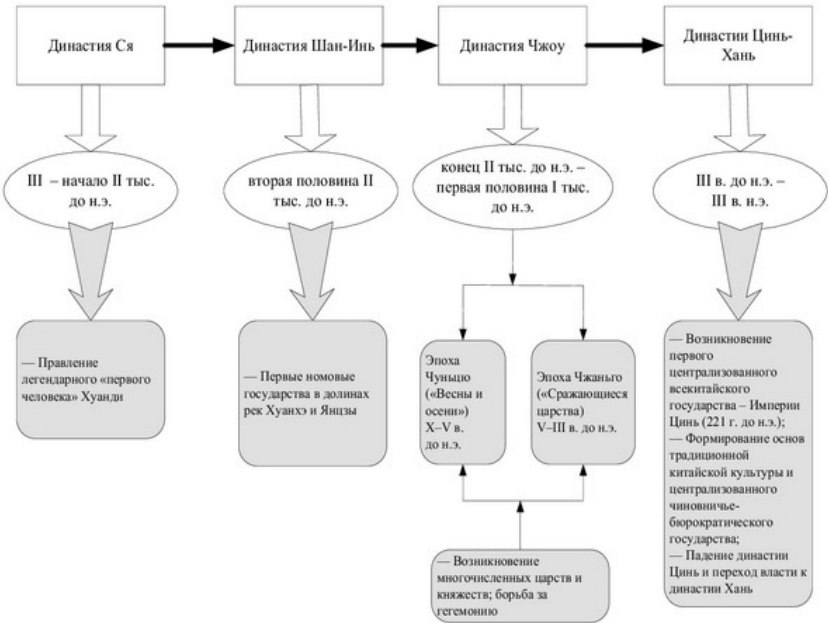 Династия Ся
Династия Шан-Инь
Династия Чжоу
Династии Цинь-
Хань
III – начало II тыс.
до н.э.
вторая половина II
тыс. до н.э.
конец II тыс. до н.э. –
первая половина I тыс.
до н.э.
III в. до н.э. –
III в. н.э.
— Правление
легендарного «первого
человека» Хуанди
— Первые номовые
государства в долинах
рек Хуанхэ и Янцзы
Эпоха
Чуньцю
(«Весны и
осени»)
X–V в.
до н.э.
Эпоха Чжаньго
(«Сражающиеся
царства)
V–III в. до н.э.
— Возникновение
многочисленных царств и
княжеств; борьба за
гегемонию
— Возникновение
первого
централизованного
всекитайского
государства – Империи
Цинь (221 г. до н.э.);
— Формирование основ
традиционной
китайской культуры и
централизованного
чиновничье-
бюрократического
государства;
— Падение династии
Цинь и переход власти к
династии Хань